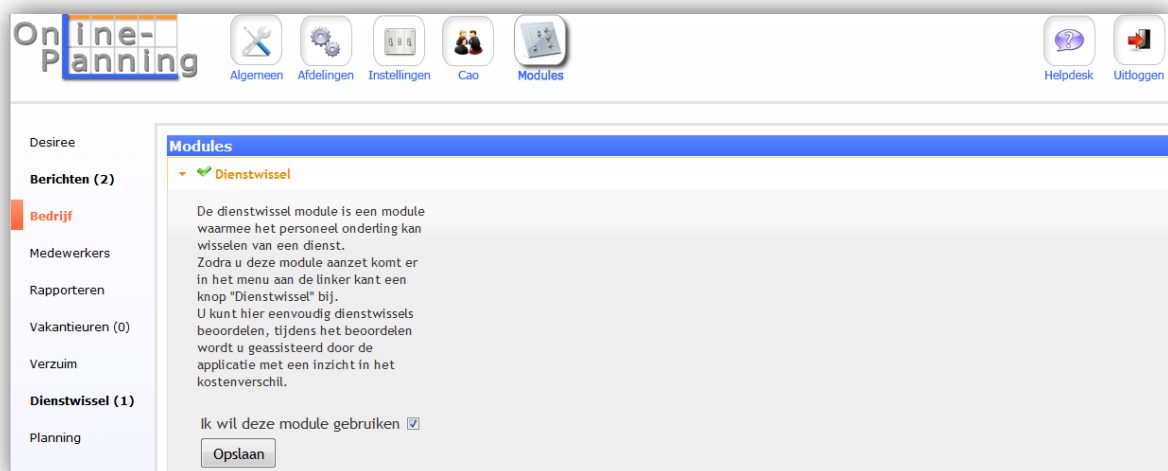 Online-
Planning
Algemeen Afdelingen Instellingen Cao Modules Helpdesk Uitloggen
Desiree
Berichten (2)
Bedrijf
Medewerkers
Rapporteren
Vakantieuren (0)
Verzuim
Dienstwissel (1)
Planning
Modules
Dienstwissel
De dienstwissel module is een module
waarmee het personeel onderling kan
wisselen van een dienst.
Zodra u deze module aanzet komt er
in het menu aan de linker kant een
knop "Dienstwissel" bij.
U kunt hier eenvoudig dienstwissels
beoordelen, tijdens het beoordelen
wordt u geassisteerd door de
applicatie met een inzicht in het
kostenverschil.
Ik wil deze module gebruiken
Opslaan